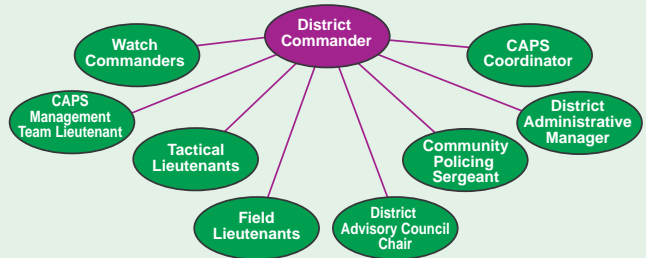 District
Commander
Watch
Commanders
CAPS
Coordinator
CAPS
Management
Team Lieutenant
District
Administrative
Manager
Tactical
Lieutenants
Community
Policing
Sergeant
Field
Lieutenants
District
Advisory Council
Chair